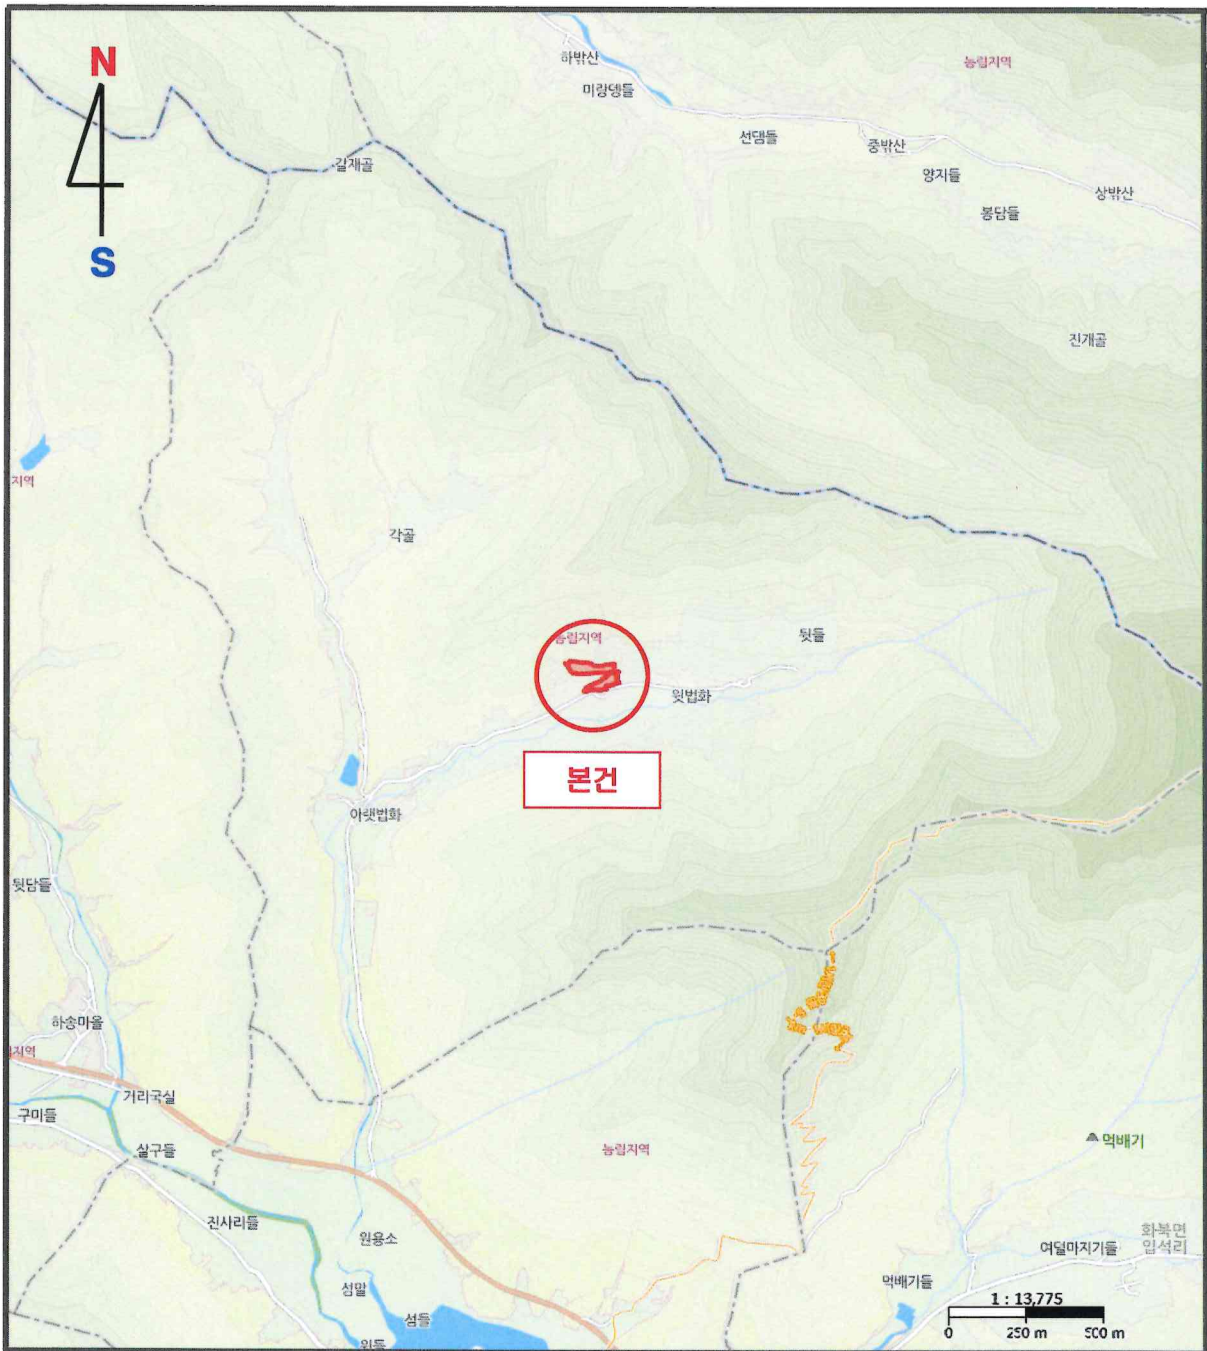 하밖산
농림지역
N
미랑뎅들
선댐들
중밖산
갈재골
양지들
상밖산
봉담들
S
진개골
지역
각골
농림지역
뒷들
윗법화
본건
아랫법화
뒷담들
하송마을
지역
거리국실
구미들
살구들
농림지역
먹배기
진사리들
원용소
화북면
입석리
여덜마지기들
섬말
먹배기들
1 : 13,775
섬들
0 250 m 500 m